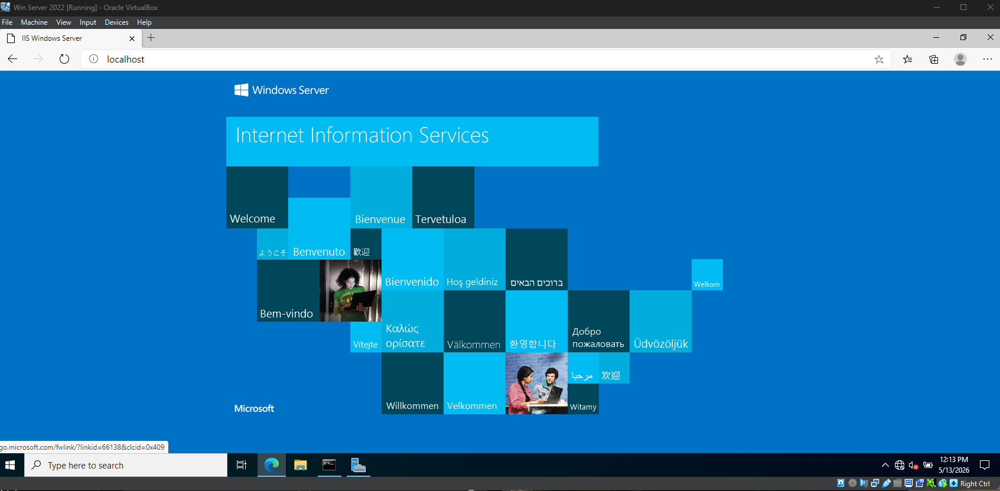 Win Server 2022 [Running] - Oracle VirtualBox
File Machine View Input Devices Help
IIS Windows Server
localhost
Windows Server
Internet Information Services
Welcome
Bienvenue
Tervetuloa
ようこそ
Benvenuto
歡迎
Bienvenido
Hoş geldiniz
ברוכים הבאים
Welkom
Bem-vindo
Vítejte
Καλώς
ορίσατε
Välkommen
환영합니다
Добро
пожаловать
Üdvözöljük
مرحبا
欢迎
Microsoft
Willkommen
Velkommen
Witamy
go.microsoft.com/fwlink/?linkid=66138&clcid=0x409
Type here to search
12:13 PM
5/13/2026
Right Ctrl